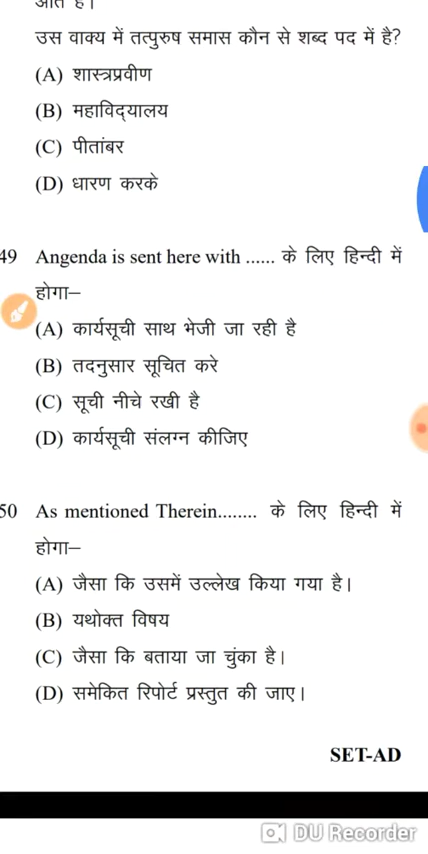 उस वाक्य में तत्पुरुष समास कौन से शब्द पद में है?
(A) शास्त्रप्रवीण
(B) महाविद्यालय
(C) पीतांबर
(D) धारण करके
49 Angenda is sent here with ...... के लिए हिन्दी में
होगा–
(A) कार्यसूची साथ भेजी जा रही है
(B) तदनुसार सूचित करे
(C) सूची नीचे रखी है
(D) कार्यसूची संलग्न कीजिए
50 As mentioned Therein........ के लिए हिन्दी में
होगा–
(A) जैसा कि उसमें उल्लेख किया गया है।
(B) यथोक्त विषय
(C) जैसा कि बताया जा चुंका है।
(D) समेकित रिपोर्ट प्रस्तुत की जाए।
SET-AD
DU Recorder